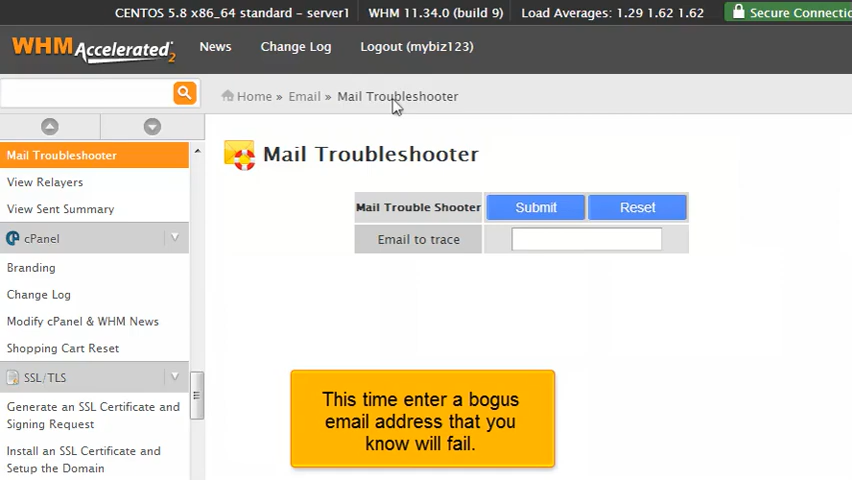 CENTOS 5.8 x86_64 standard – server1 WHM 11.34.0 (build 9) Load Averages: 1.29 1.62 1.62 Secure Connectio
WHM Accelerated2 News Change Log Logout (mybiz123)
Home » Email » Mail Troubleshooter
Mail Troubleshooter
View Relayers
View Sent Summary
cPanel
Branding
Change Log
Modify cPanel & WHM News
Shopping Cart Reset
SSL/TLS
Generate an SSL Certificate and
Signing Request
Install an SSL Certificate and
Setup the Domain
Mail Troubleshooter
Mail Trouble Shooter Submit Reset
Email to trace
This time enter a bogus
email address that you
know will fail.